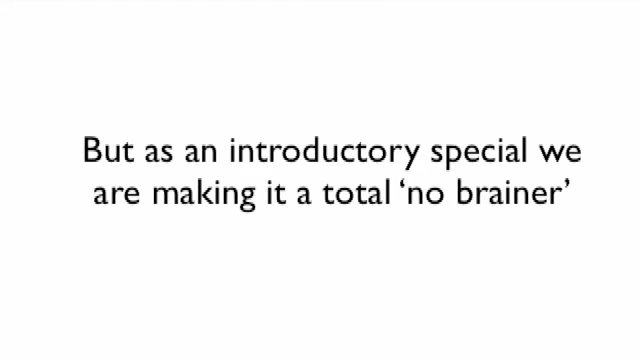 But as an introductory special we
are making it a total ‘no brainer’